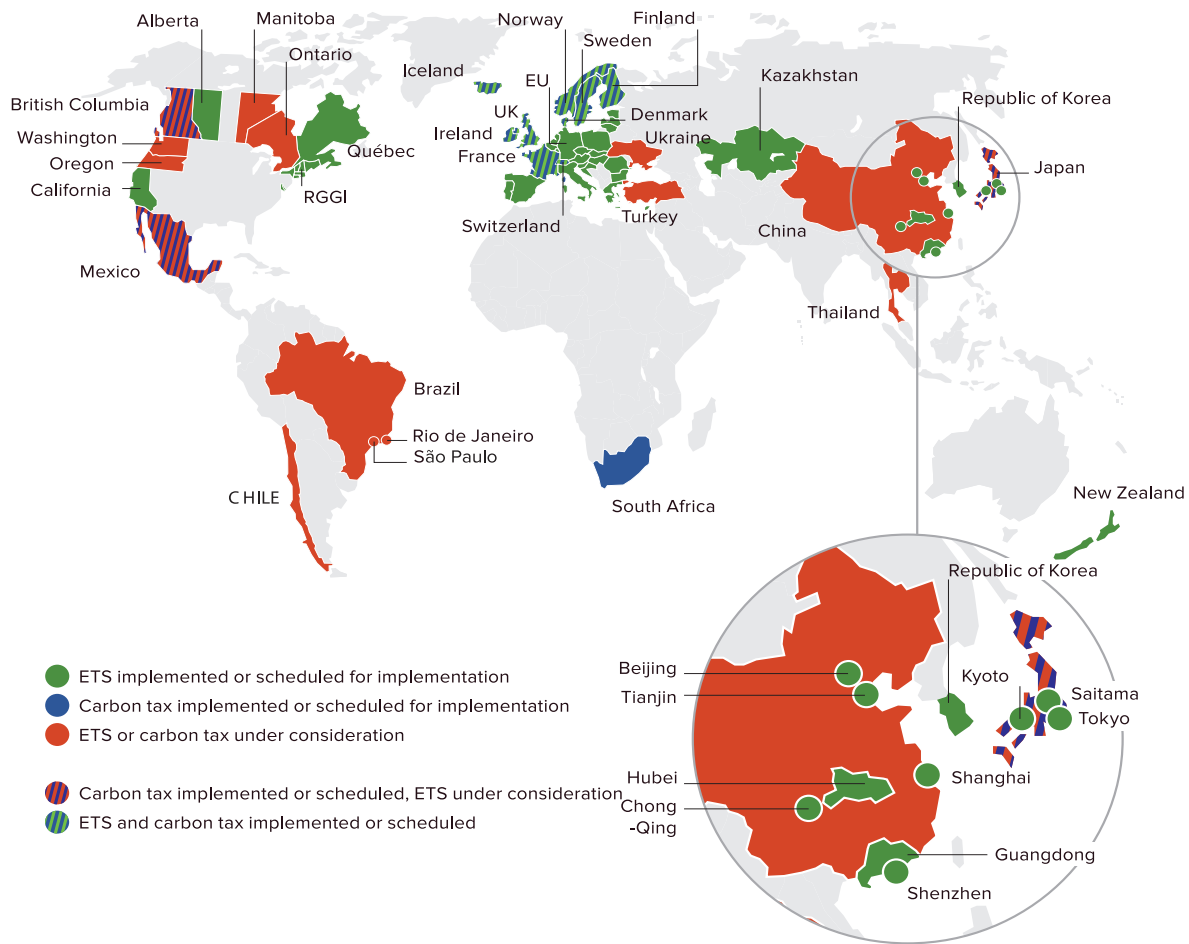 Alberta
Manitoba
Ontario
British Columbia
Washington
Oregon
California
Québec
RGGI
Mexico
Norway
Finland
Sweden
Iceland
EU
UK
Denmark
Ireland
Ukraine
France
Switzerland
Turkey
Kazakhstan
Republic of Korea
Japan
China
Thailand
Brazil
Rio de Janeiro
São Paulo
CHILE
South Africa
New Zealand
Republic of Korea
Beijing
Tianjin
Kyoto
Saitama
Tokyo
Hubei
Shanghai
Chong
-Qing
Guangdong
Shenzhen
ETS implemented or scheduled for implementation
Carbon tax implemented or scheduled for implementation
ETS or carbon tax under consideration
Carbon tax implemented or scheduled, ETS under consideration
ETS and carbon tax implemented or scheduled